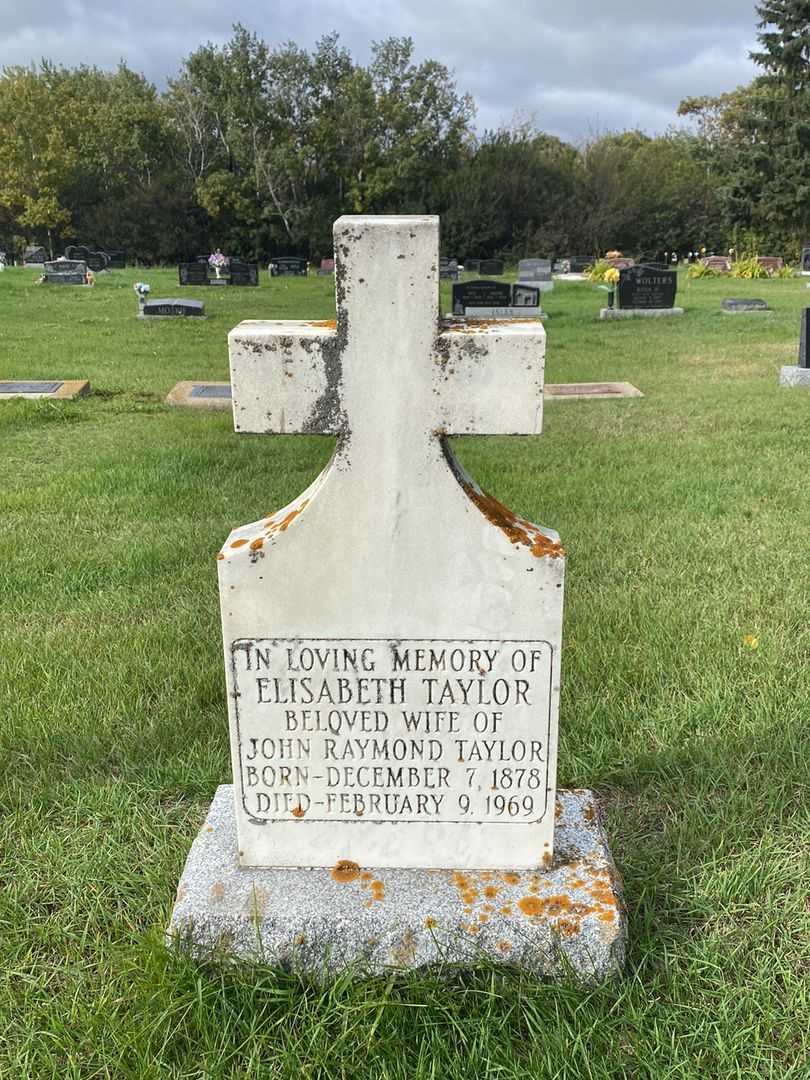 IN LOVING MEMORY OF
ELISABETH TAYLOR
BELOVED WIFE OF
JOHN RAYMOND TAYLOR
BORN-DECEMBER 7, 1878
DIED-FEBRUARY 9, 1969
WOLTERS